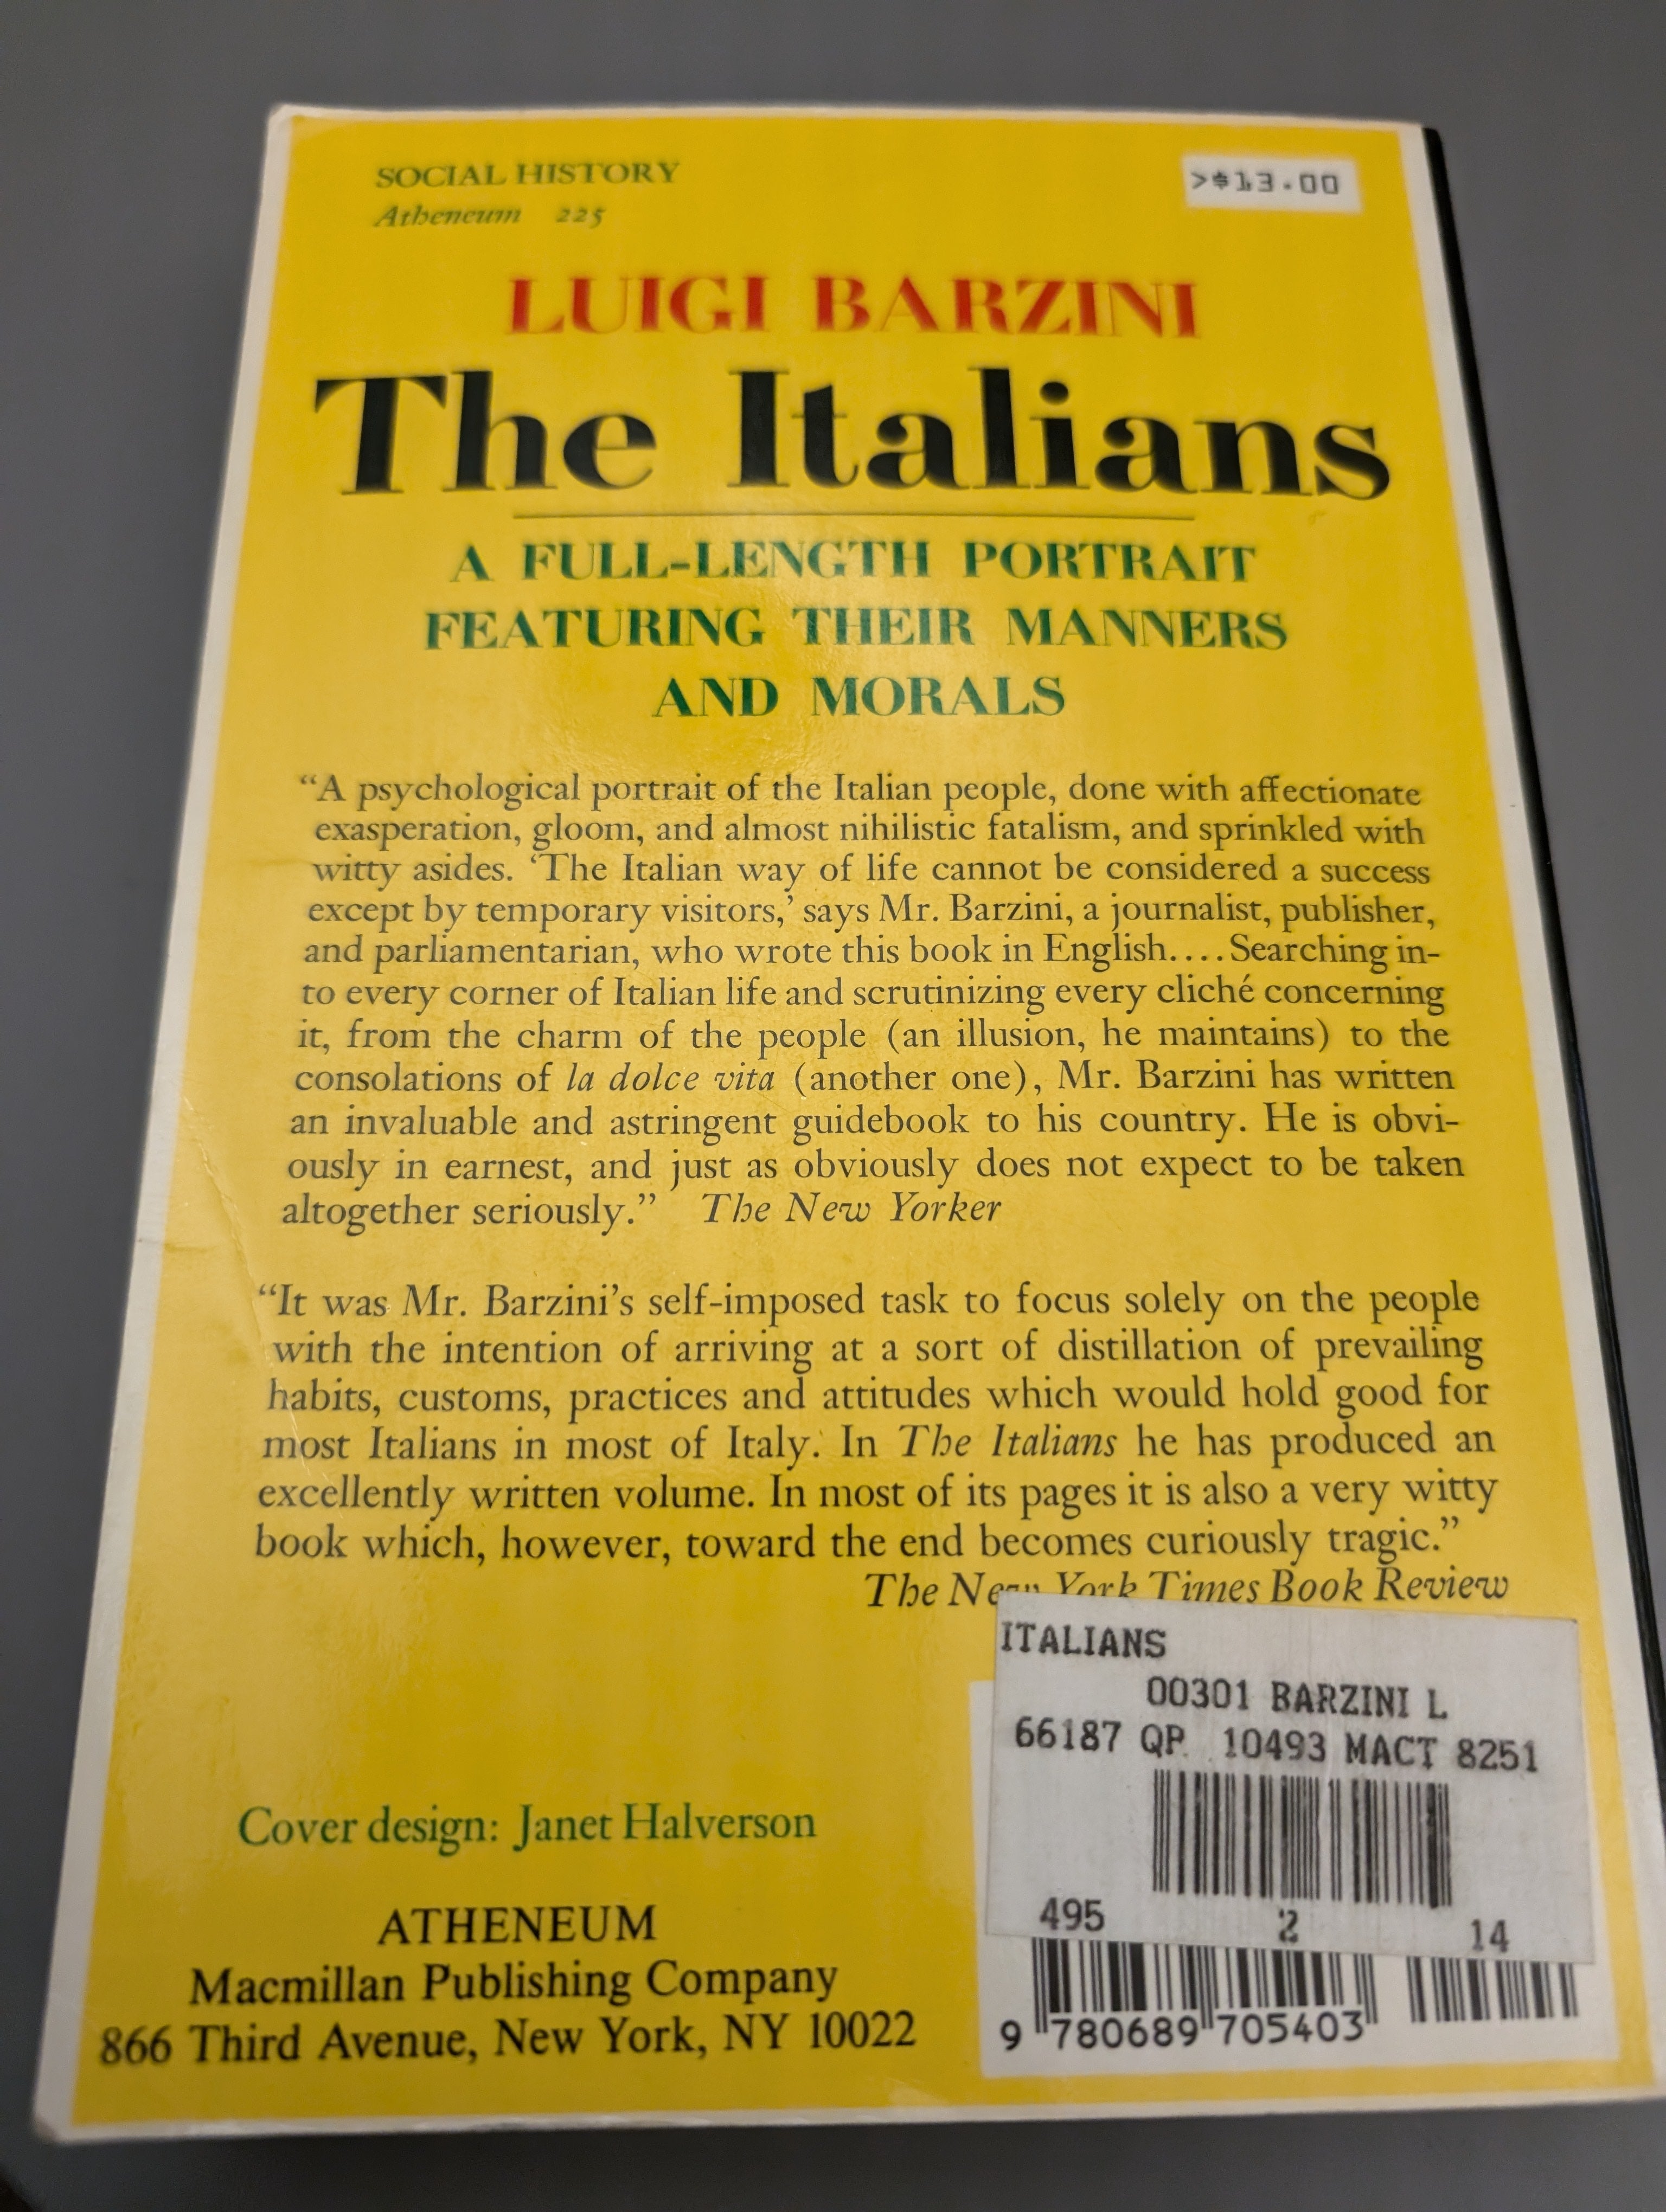 SOCIAL HISTORY
Atheneum 225
>$13.00
LUIGI BARZINI
The Italians
A FULL-LENGTH PORTRAIT
FEATURING THEIR MANNERS
AND MORALS
“A psychological portrait of the Italian people, done with affectionate
exasperation, gloom, and almost nihilistic fatalism, and sprinkled with
witty asides. ‘The Italian way of life cannot be considered a success
except by temporary visitors,’ says Mr. Barzini, a journalist, publisher,
and parliamentarian, who wrote this book in English....Searching in-
to every corner of Italian life and scrutinizing every cliché concerning
it, from the charm of the people (an illusion, he maintains) to the
consolations of la dolce vita (another one), Mr. Barzini has written
an invaluable and astringent guidebook to his country. He is obvi-
ously in earnest, and just as obviously does not expect to be taken
altogether seriously.” The New Yorker
“It was Mr. Barzini’s self-imposed task to focus solely on the people
with the intention of arriving at a sort of distillation of prevailing
habits, customs, practices and attitudes which would hold good for
most Italians in most of Italy. In The Italians he has produced an
excellently written volume. In most of its pages it is also a very witty
book which, however, toward the end becomes curiously tragic.”
The New York Times Book Review
ITALIANS
00301 BARZINI L
66187 QP 10493 MACT 8251
495 2 14
9 780689 705403
Cover design: Janet Halverson
ATHENEUM
Macmillan Publishing Company
866 Third Avenue, New York, NY 10022